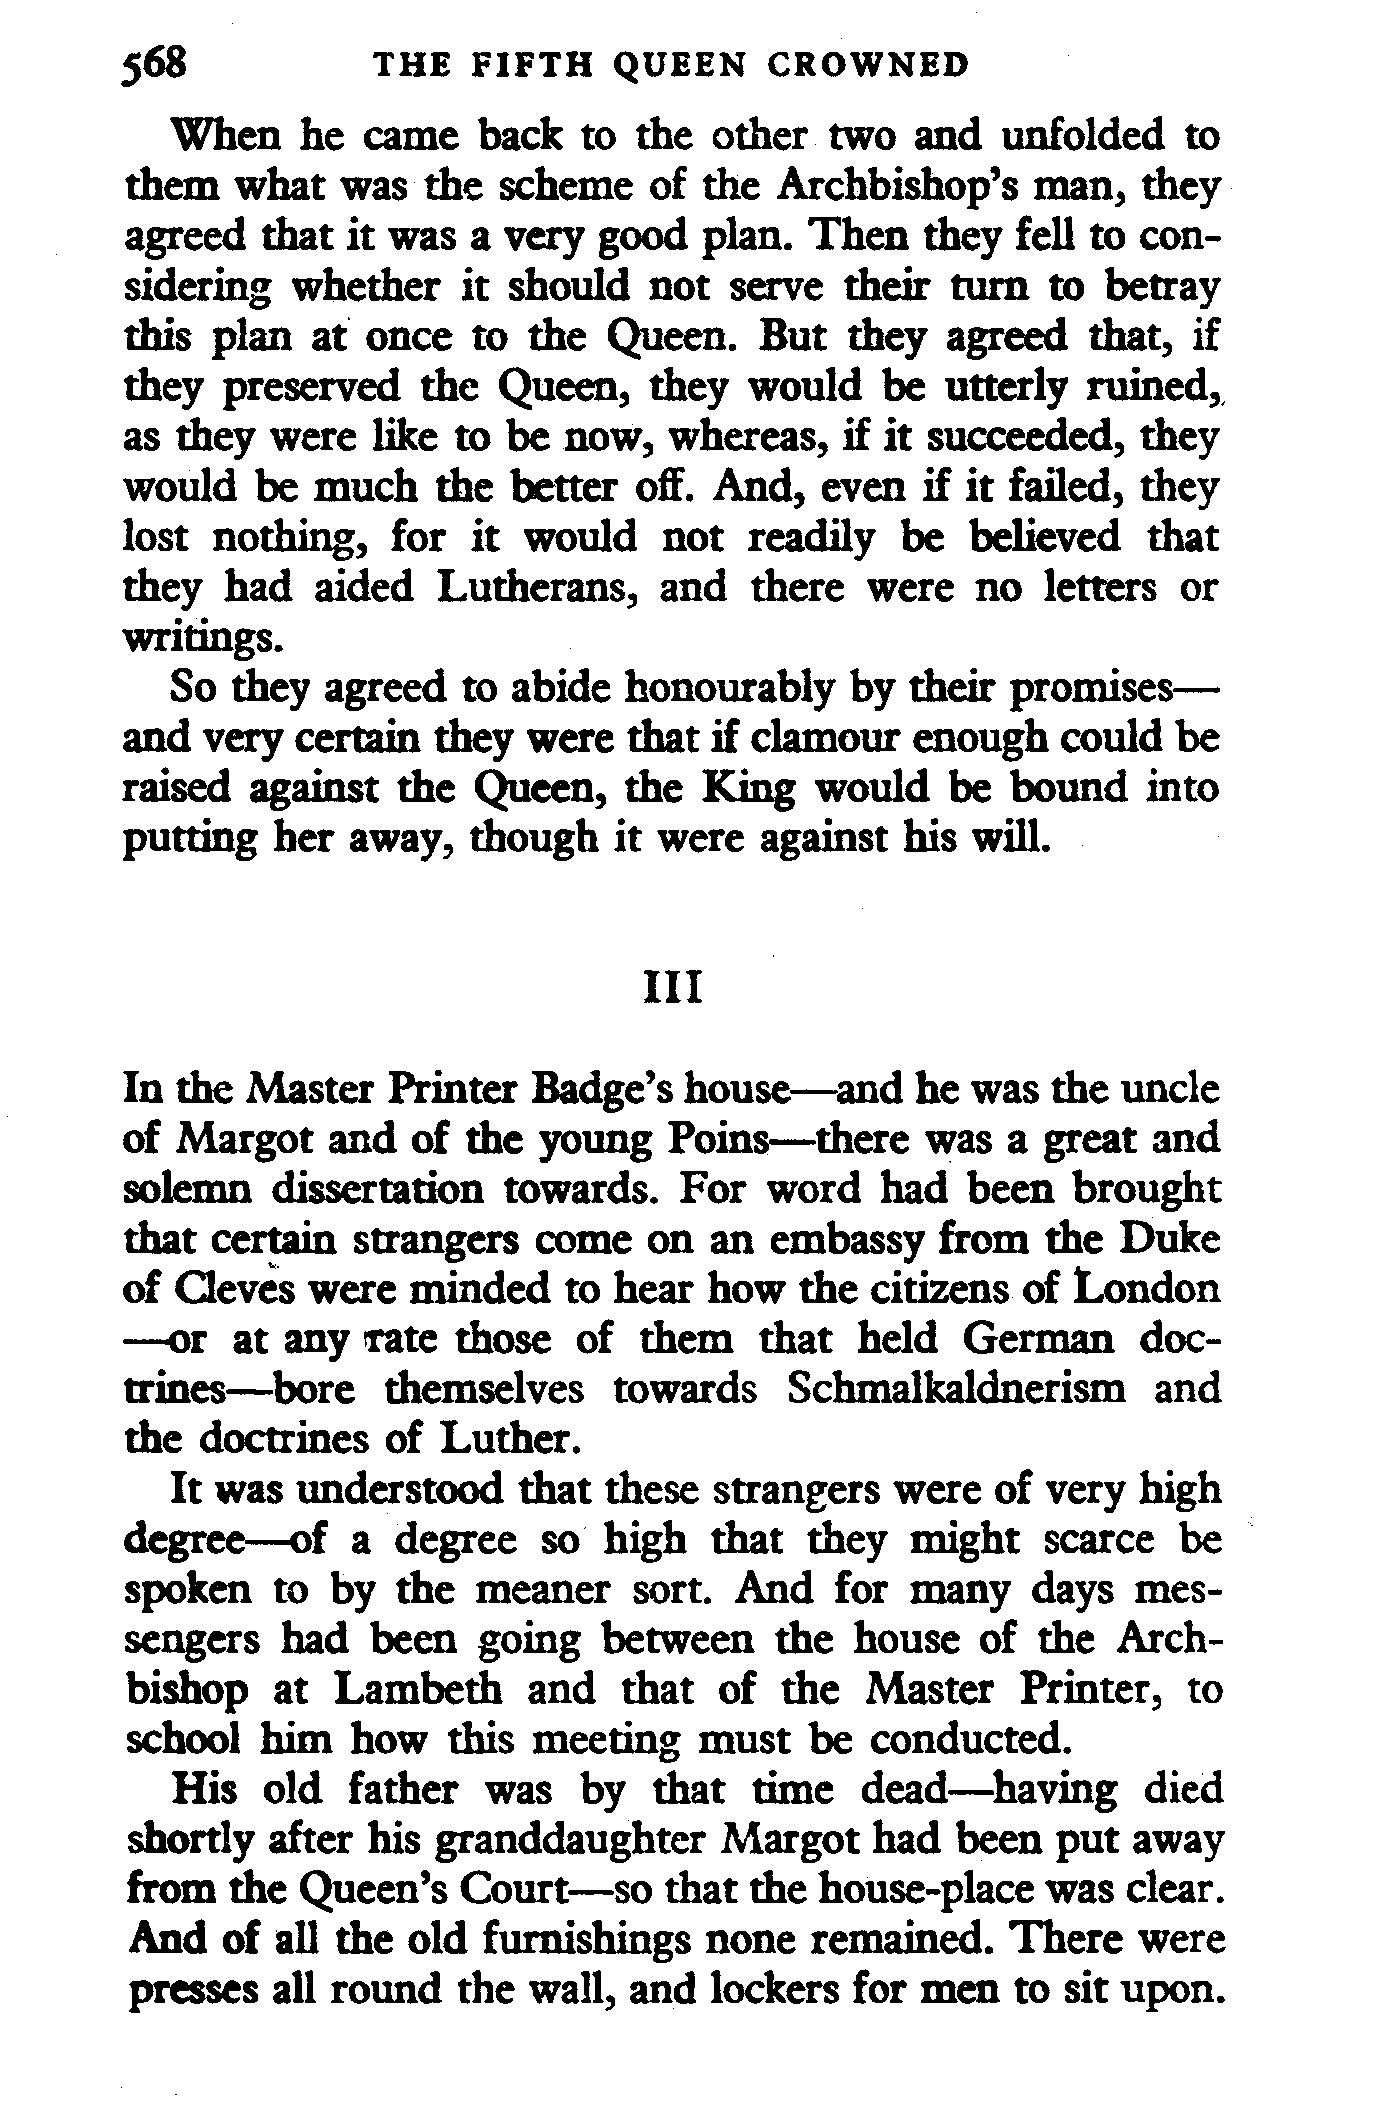 568 THE FIFTH QUEEN CROWNED
When he came back to the other two and unfolded to
them what was the scheme of the Archbishop's man, they
agreed that it was a very good plan. Then they fell to con-
sidering whether it should not serve their turn to betray
this plan at once to the Queen. But they agreed that, if
they preserved the Queen, they would be utterly ruined,
as they were like to be now, whereas, if it succeeded, they
would be much the better off. And, even if it failed, they
lost nothing, for it would not readily be believed that
they had aided Lutherans, and there were no letters or
writings.
So they agreed to abide honourably by their promises—
and very certain they were that if clamour enough could be
raised against the Queen, the King would be bound into
putting her away, though it were against his will.
III
In the Master Printer Badge's house—and he was the uncle
of Margot and of the young Poins—there was a great and
solemn dissertation towards. For word had been brought
that certain strangers come on an embassy from the Duke
of Cleves were minded to hear how the citizens of London
—or at any rate those of them that held German doc-
trines—bore themselves towards Schmalkaldnerism and
the doctrines of Luther.
It was understood that these strangers were of very high
degree—of a degree so high that they might scarce be
spoken to by the meaner sort. And for many days mes-
sengers had been going between the house of the Arch-
bishop at Lambeth and that of the Master Printer, to
school him how this meeting must be conducted.
His old father was by that time dead—having died
shortly after his granddaughter Margot had been put away
from the Queen's Court—so that the house-place was clear.
And of all the old furnishings none remained. There were
presses all round the wall, and lockers for men to sit upon.